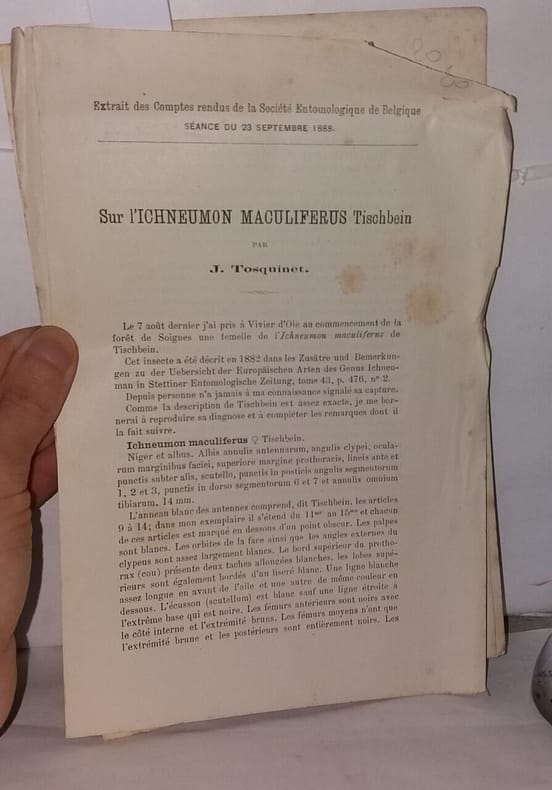 Extrait des Comptes rendus de la Société Entomologique de Belgique
SÉANCE DU 23 SEPTEMBRE 1888.
Sur l'ICHNEUMON MACULIFERUS Tischbein
PAR
J. Tosquinet.
Le 7 août dernier j'ai pris à Vivier d'Oie au commencement de la
forêt de Soignes une femelle de l'Ichneumon maculiferus de
Tischbein.
Cet insecte a été décrit en 1882 dans les Zusätre und Bemerkun-
gen zu der Uebersicht der Europäischen Arten des Genus Ichneu-
man in Stettiner Entomologische Zeitung, tome 43, p. 476, nº 2.
Depuis personne n'a jamais à ma connaissance signalé sa capture.
Comme la description de Tischbein est assez exacte, je me bor-
nerai à reproduire sa diagnose et à compléter les remarques dont il
la fait suivre.
Ichneumon maculiferus ♀ Tischbein.
Niger et albus. Albis annulis antennarum, angulis clypei, ocula-
rum marginibus faciei, superiore margine prothoracis, lineis ante et
punctis subter alis, scutello, punctis in posticis angulis segmentorum
1, 2 et 3, punctis in dorso segmentorum 6 et 7 et annulis omnium
tibiarum, 14 mm.
L'anneau blanc des antennes comprend, dit Tischbein, les articles
9 à 14; dans mon exemplaire il s'étend du 11me au 15me et chacun
de ces articles est marqué en dessous d'un point obscur. Les palpes
sont blancs. Les orbites de la face ainsi que les angles externes du
clypeus sont assez largement blancs. Le bord supérieur du protho-
rax (cou) présente deux taches allongées blanches, les lobes supé-
rieurs sont également bordés d'un liseré blanc. Une ligne blanche
assez longue en avant de l'aile et une autre de même couleur en
dessous. L'écusson (scutellum) est blanc sauf une ligne étroite à
l'extrême base qui est noire. Les fémurs antérieurs sont noirs avec
le côté interne et l'extrémité bruns. Les fémurs moyens n'ont que
l'extrémité brune et les postérieurs sont entièrement noirs. Les